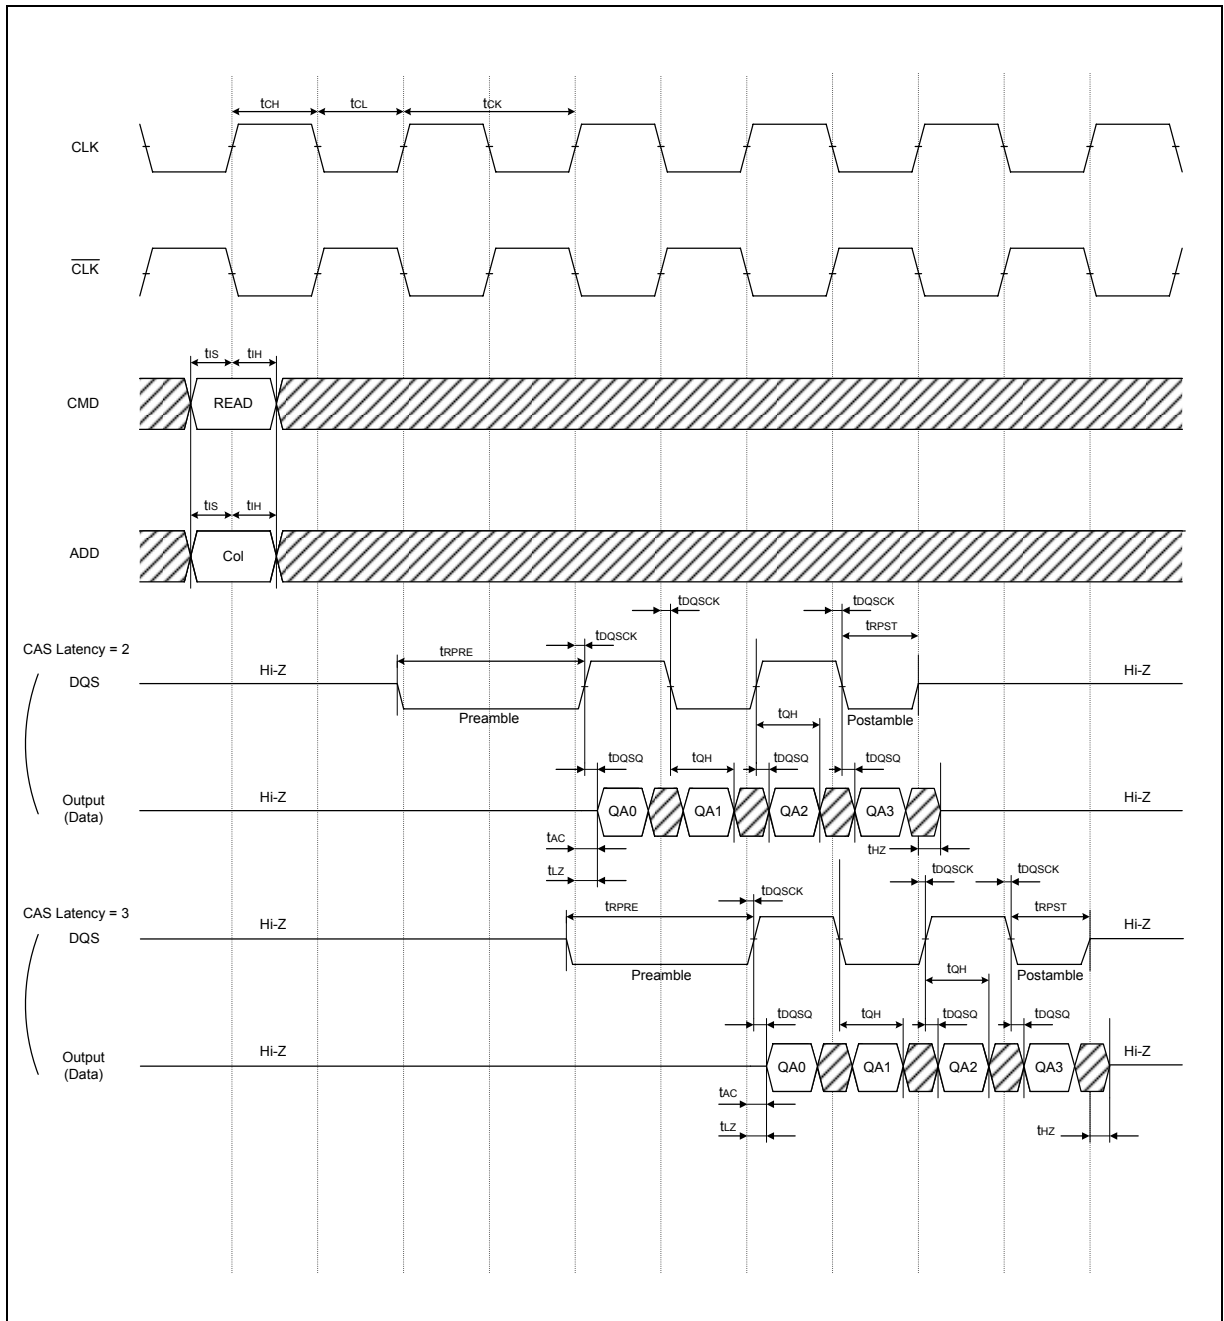 tCH tCL tCK
CLK
CLK
tIS tIH
CMD READ
tIS tIH
ADD Col
tDQSCK tDQSCK
tDQSCK tRPST
CAS Latency = 2 tRPRE
Hi-Z Hi-Z
DQS
Preamble tQH Postamble
tDQSQ tQH tDQSQ tDQSQ
Hi-Z Hi-Z
Output
(Data)
QA0 QA1 QA2 QA3
tAC tHZ
tLZ tDQSCK tDQSCK
tDQSCK
CAS Latency = 3 tRPRE tRPST
Hi-Z Hi-Z
DQS
Preamble tQH Postamble
tDQSQ tQH tDQSQ tDQSQ
Hi-Z Hi-Z
Output
(Data)
QA0 QA1 QA2 QA3
tAC
tLZ tHZ